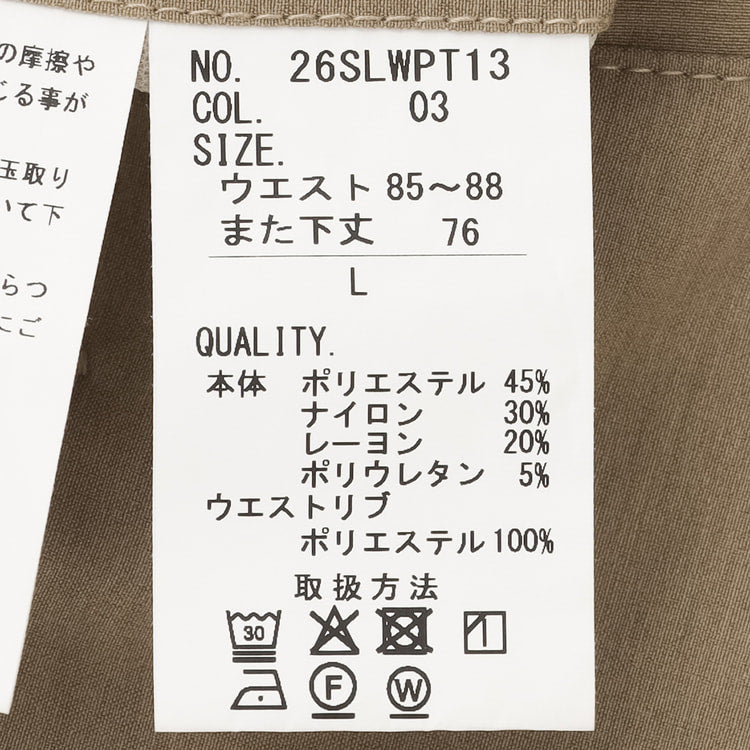 の摩擦や
じる事が
玉取り
いて下
らつ
にご
NO. 26SLWPT13
COL. 03
SIZE.
ウエスト 85〜88
また下丈 76
L
QUALITY.
本体 ポリエステル 45%
ナイロン 30%
レーヨン 20%
ポリウレタン 5%
ウエストリブ
ポリエステル 100%
取扱方法
30
F
W